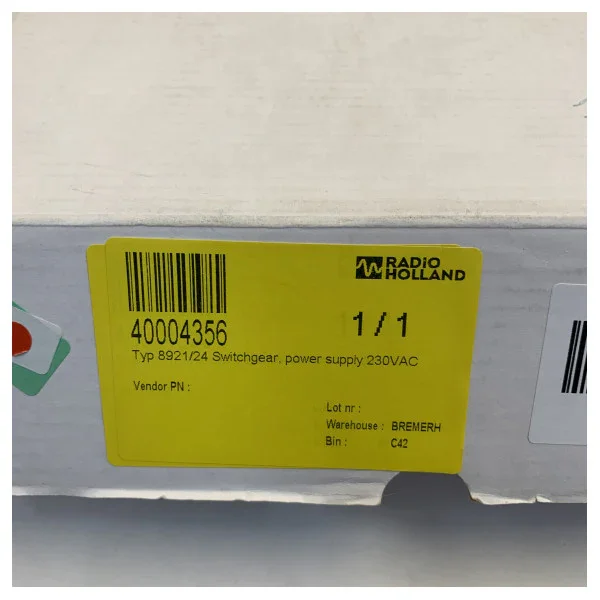 RADIO
HOLLAND
40004356
1 / 1
Typ 8921/24 Switchgear, power supply 230VAC
Vendor PN :
Lot nr :
Warehouse : BREMERH
Bin : C42